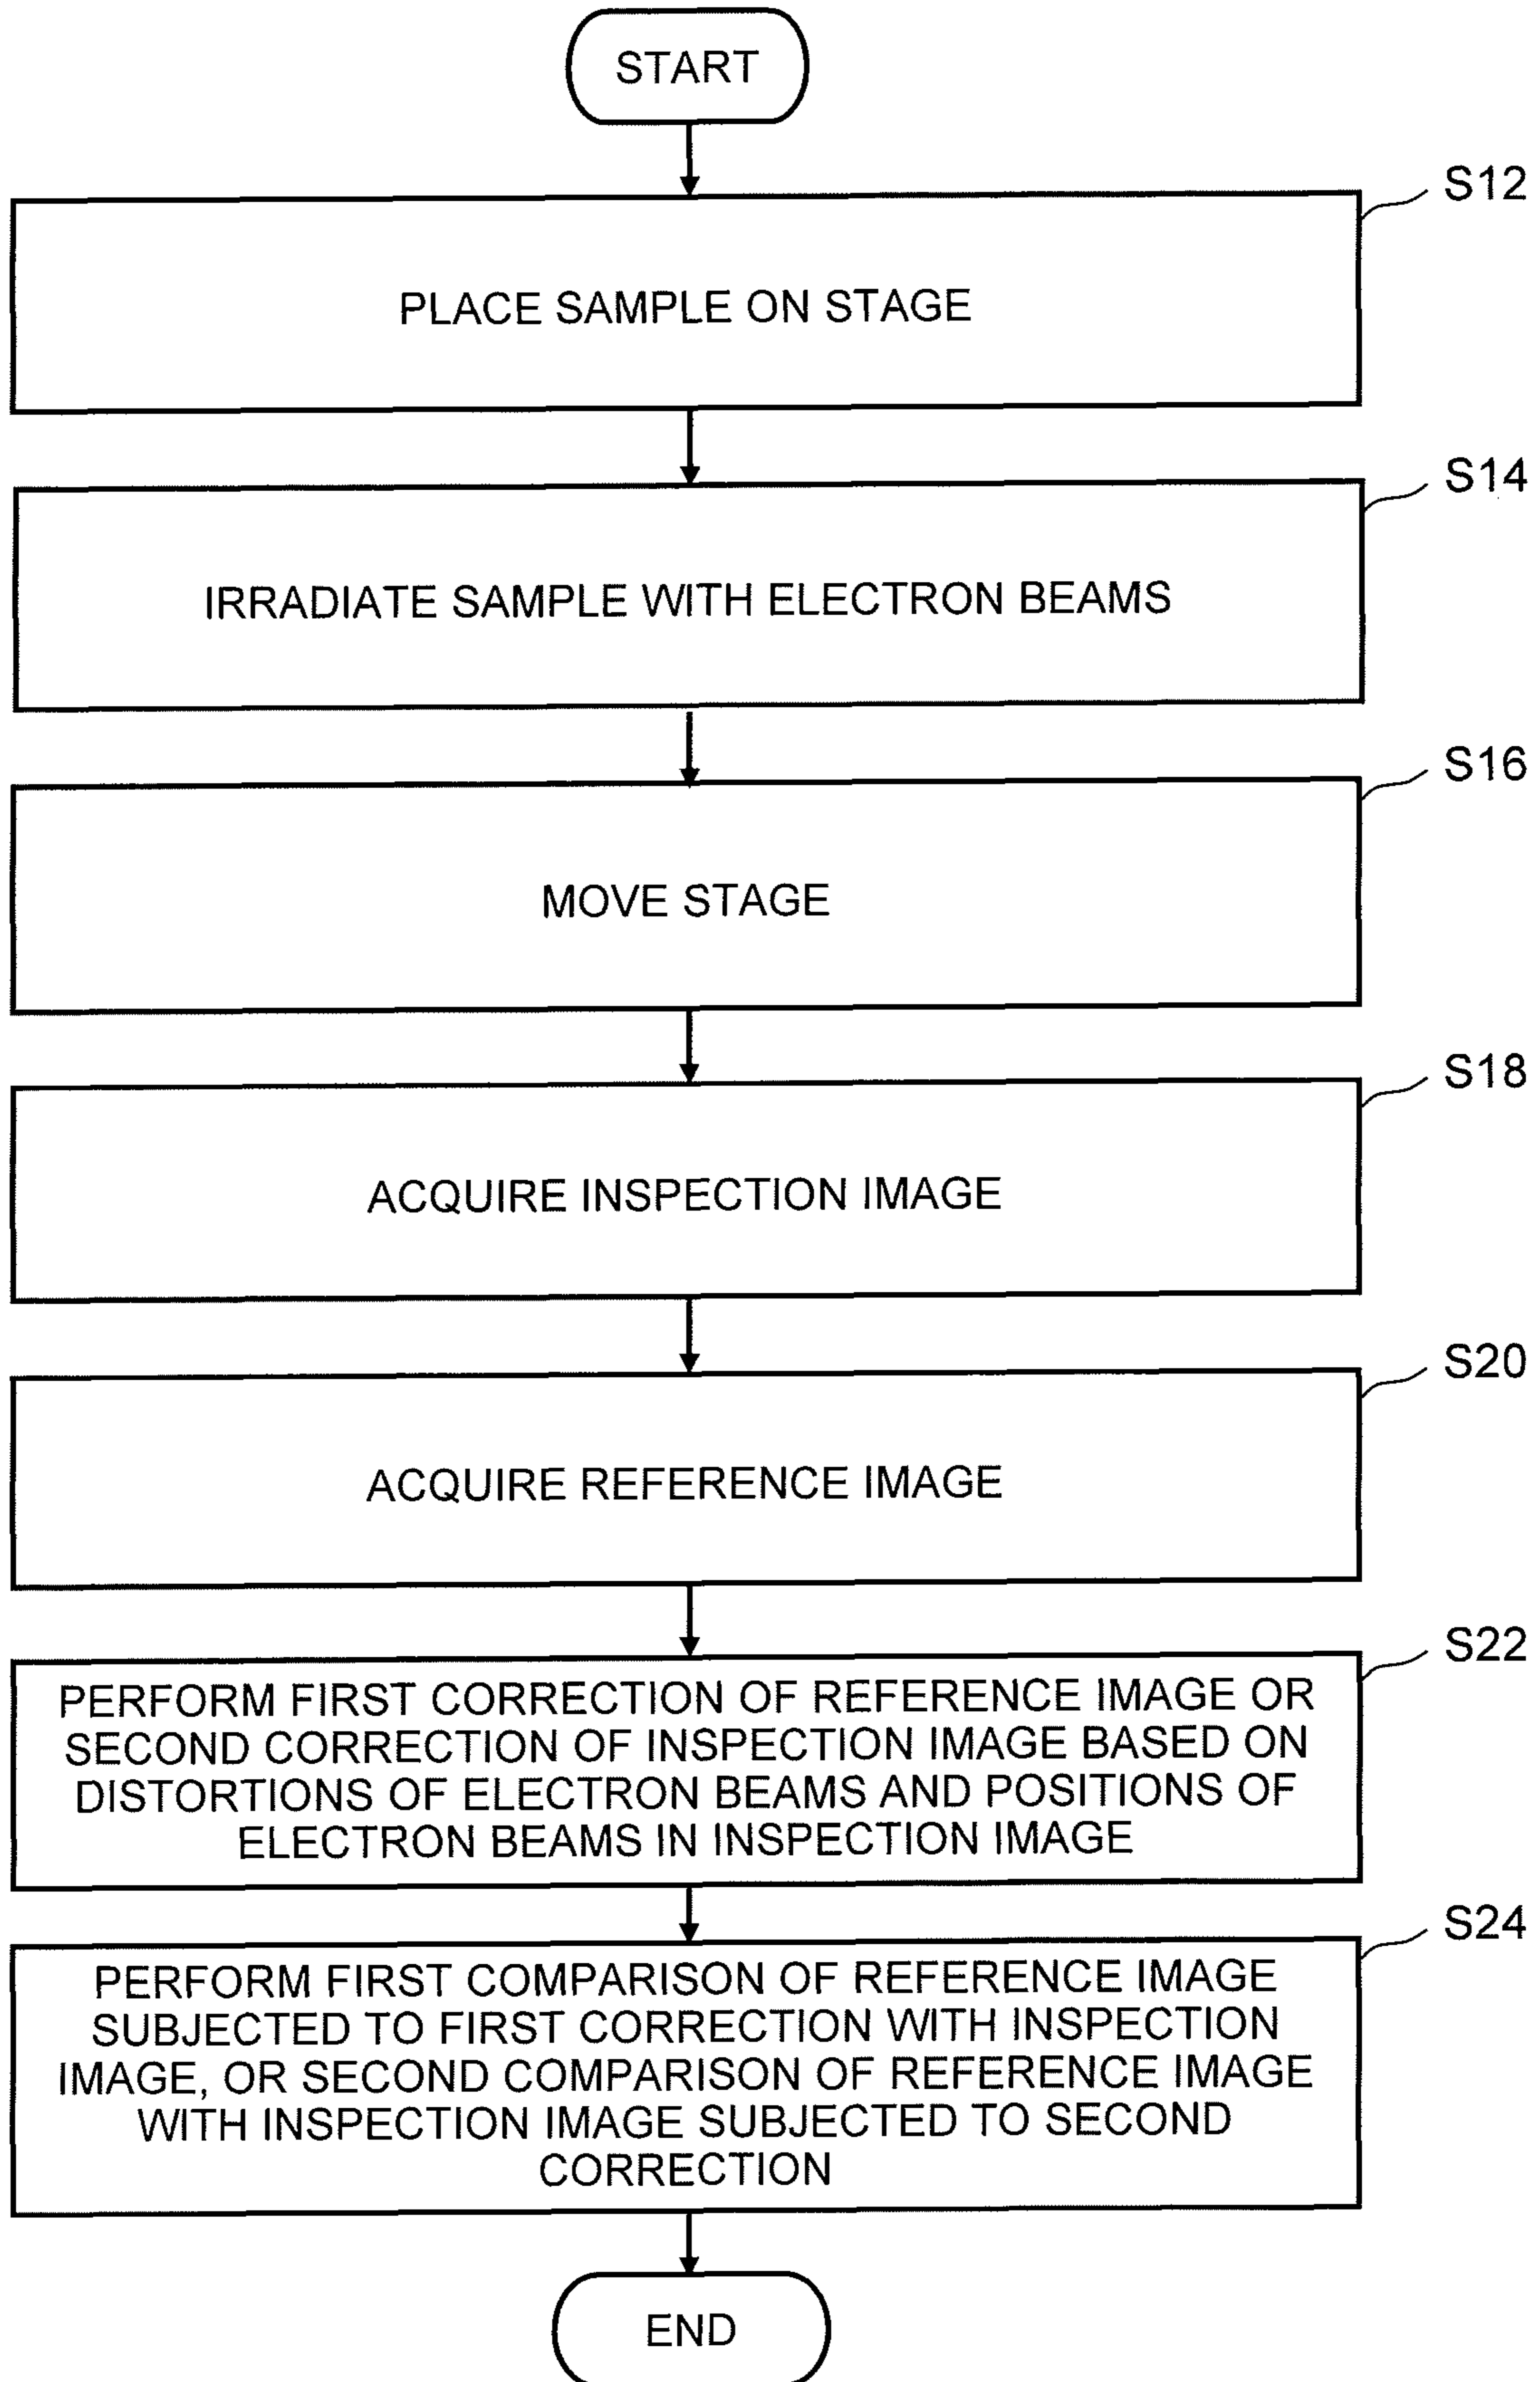 START
S12
PLACE SAMPLE ON STAGE
S14
IRRADIATE SAMPLE WITH ELECTRON BEAMS
S16
MOVE STAGE
S18
ACQUIRE INSPECTION IMAGE
S20
ACQUIRE REFERENCE IMAGE
S22
PERFORM FIRST CORRECTION OF REFERENCE IMAGE OR
SECOND CORRECTION OF INSPECTION IMAGE BASED ON
DISTORTIONS OF ELECTRON BEAMS AND POSITIONS OF
ELECTRON BEAMS IN INSPECTION IMAGE
S24
PERFORM FIRST COMPARISON OF REFERENCE IMAGE
SUBJECTED TO FIRST CORRECTION WITH INSPECTION
IMAGE, OR SECOND COMPARISON OF REFERENCE IMAGE
WITH INSPECTION IMAGE SUBJECTED TO SECOND
CORRECTION
END